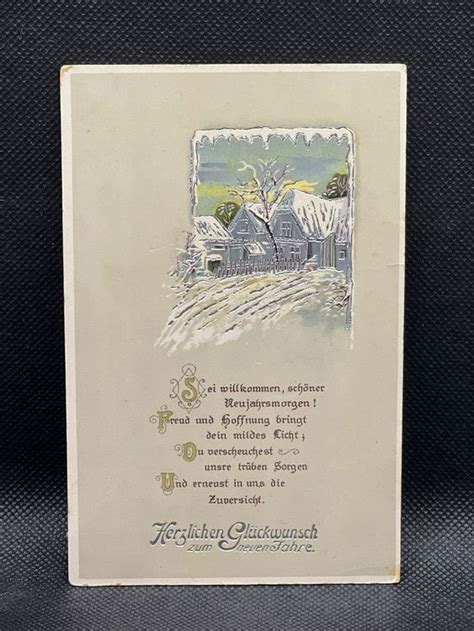 Sei willkommen, schöner
Neujahrsmorgen!
Freud und Hoffnung bringt
dein mildes Licht;
Du verscheuchest
unsre trüben Sorgen
Und erneust in uns die
Zuversicht.
Herzlichen Glückwunsch
zum neuen Jahre.